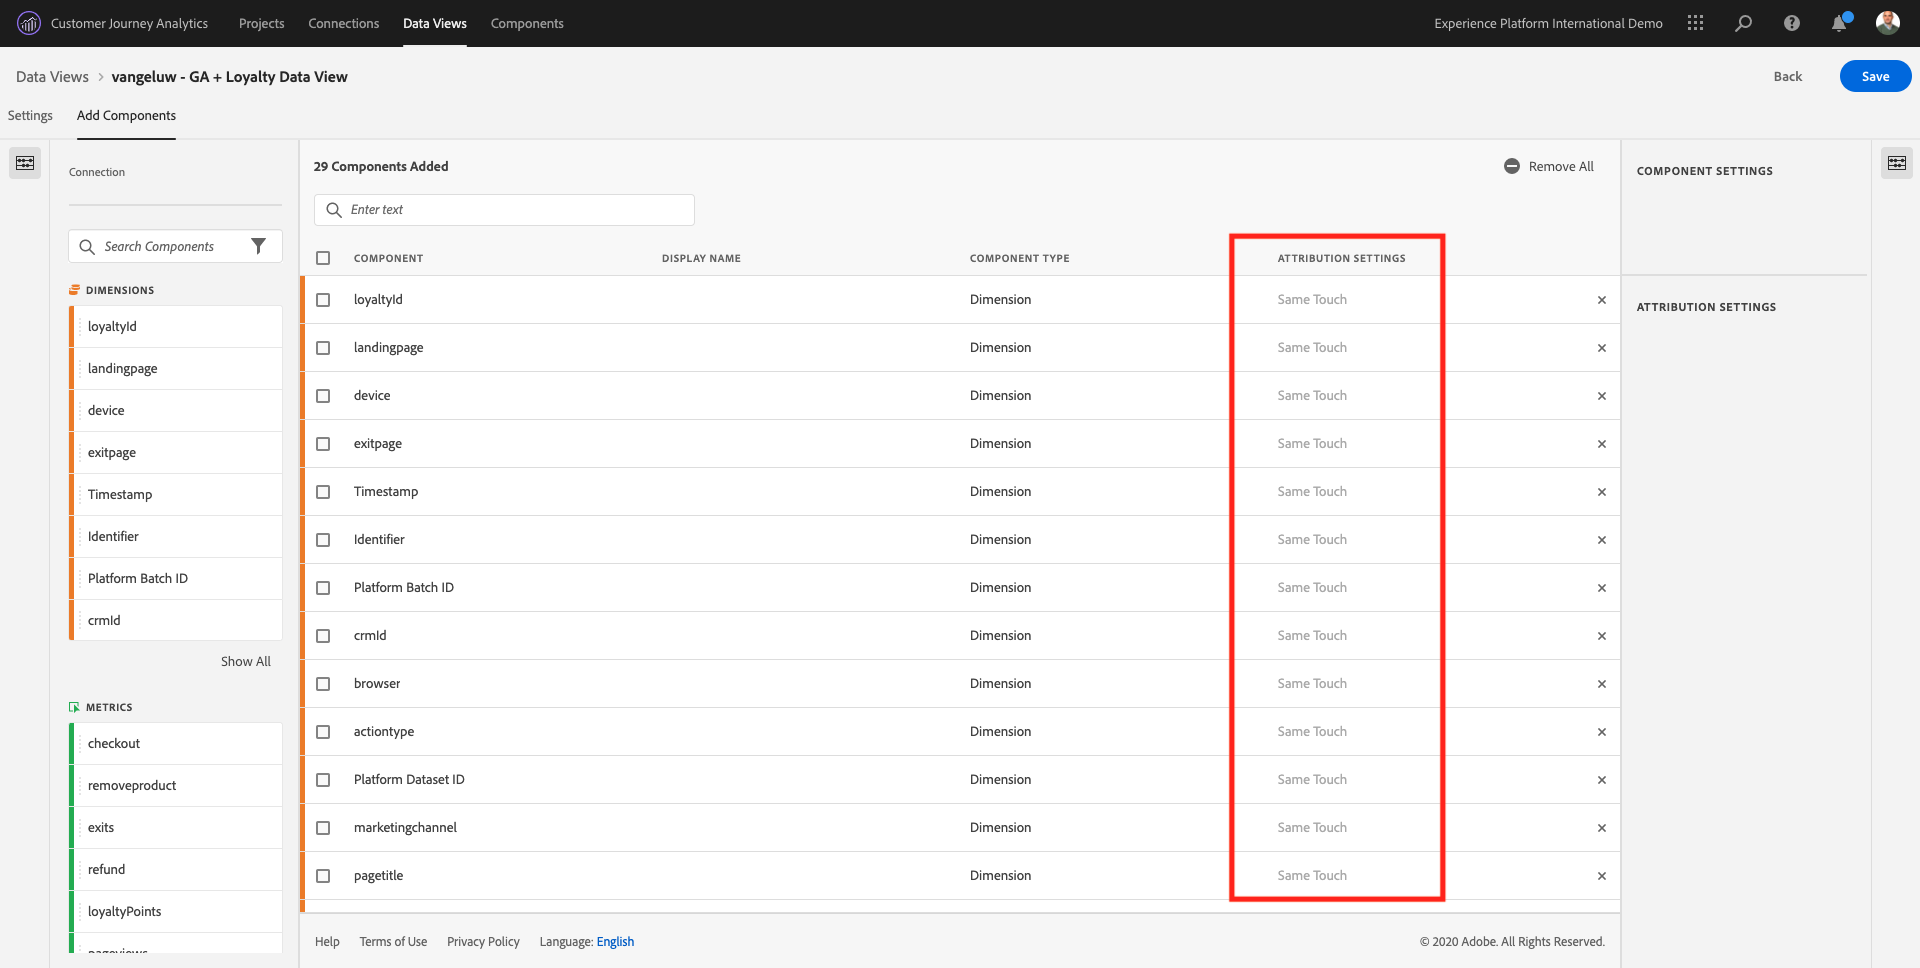 Customer Journey Analytics Projects Connections Data Views Components Experience Platform International Demo
Data Views > vangeluw - GA + Loyalty Data View Back Save
Settings Add Components
Connection
Search Components
DIMENSIONS
loyaltyId
landingpage
device
exitpage
Timestamp
Identifier
Platform Batch ID
crmId
Show All
METRICS
checkout
removeproduct
exits
refund
loyaltyPoints
pageviews
29 Components Added Remove All
Enter text
COMPONENT DISPLAY NAME COMPONENT TYPE ATTRIBUTION SETTINGS
loyaltyId Dimension Same Touch
landingpage Dimension Same Touch
device Dimension Same Touch
exitpage Dimension Same Touch
Timestamp Dimension Same Touch
Identifier Dimension Same Touch
Platform Batch ID Dimension Same Touch
crmId Dimension Same Touch
browser Dimension Same Touch
actiontype Dimension Same Touch
Platform Dataset ID Dimension Same Touch
marketingchannel Dimension Same Touch
pagetitle Dimension Same Touch
Help Terms of Use Privacy Policy Language: English © 2020 Adobe. All Rights Reserved.
COMPONENT SETTINGS
ATTRIBUTION SETTINGS